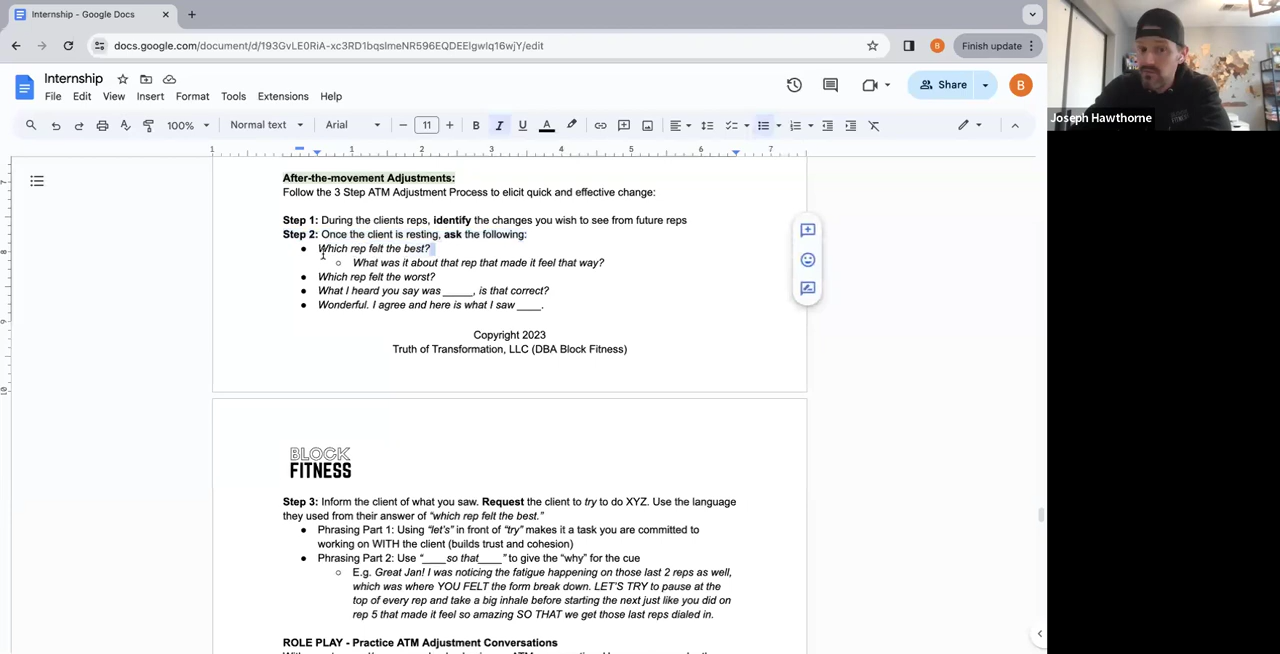 Internship - Google Docs
docs.google.com/document/d/193GvLE0RiA-xc3RD1bqslmeNR596EQDEElgwlq16wjY/edit
B
Finish update
Internship
File Edit View Insert Format Tools Extensions Help
Share
B
100% Normal text Arial 11 B I U A
1 1 2 3 4 5 6 7
After-the-movement Adjustments:
Follow the 3 Step ATM Adjustment Process to elicit quick and effective change:
Step 1: During the clients reps, identify the changes you wish to see from future reps
Step 2: Once the client is resting, ask the following:
● Which rep felt the best?
○ What was it about that rep that made it feel that way?
● Which rep felt the worst?
● What I heard you say was _____, is that correct?
● Wonderful. I agree and here is what I saw ____.
Copyright 2023
Truth of Transformation, LLC (DBA Block Fitness)
BLOCK
FITNESS
Step 3: Inform the client of what you saw. Request the client to try to do XYZ. Use the language
they used from their answer of "which rep felt the best."
● Phrasing Part 1: Using "let's" in front of "try" makes it a task you are committed to
working on WITH the client (builds trust and cohesion)
● Phrasing Part 2: Use "____so that____" to give the "why" for the cue
○ E.g. Great Jan! I was noticing the fatigue happening on those last 2 reps as well,
which was where YOU FELT the form break down. LET'S TRY to pause at the
top of every rep and take a big inhale before starting the next just like you did on
rep 5 that made it feel so amazing SO THAT we get those last reps dialed in.
ROLE PLAY - Practice ATM Adjustment Conversations
Joseph Hawthorne